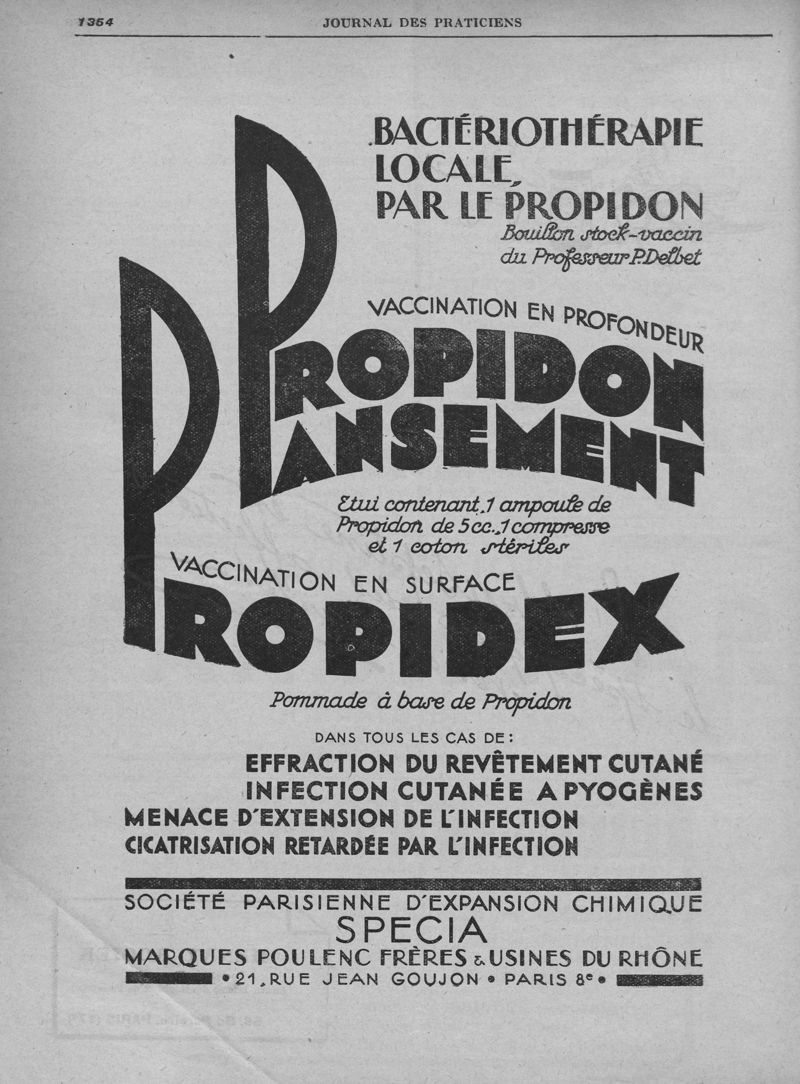 1354
JOURNAL DES PRATICIENS
BACTÉRIOTHÉRAPIE
LOCALE,
PAR LE PROPIDON
Bouillon stock-vaccin
du Professeur P. Delbet
VACCINATION EN PROFONDEUR
PROPIDON
PANSEMENT
Etui contenant, 1 ampoule de
Propidon de 5cc., 1 compresse
et 1 coton stériles
VACCINATION EN SURFACE
PROPIDEX
Pommade à base de Propidon
DANS TOUS LES CAS DE:
EFFRACTION DU REVÊTEMENT CUTANÉ
INFECTION CUTANÉE A PYOGÈNES
MENACE D'EXTENSION DE L'INFECTION
CICATRISATION RETARDÉE PAR L'INFECTION
SOCIÉTÉ PARISIENNE D'EXPANSION CHIMIQUE
SPECIA
MARQUES POULENC FRÈRES & USINES DU RHÔNE
• 21, RUE JEAN GOUJON • PARIS 8e •